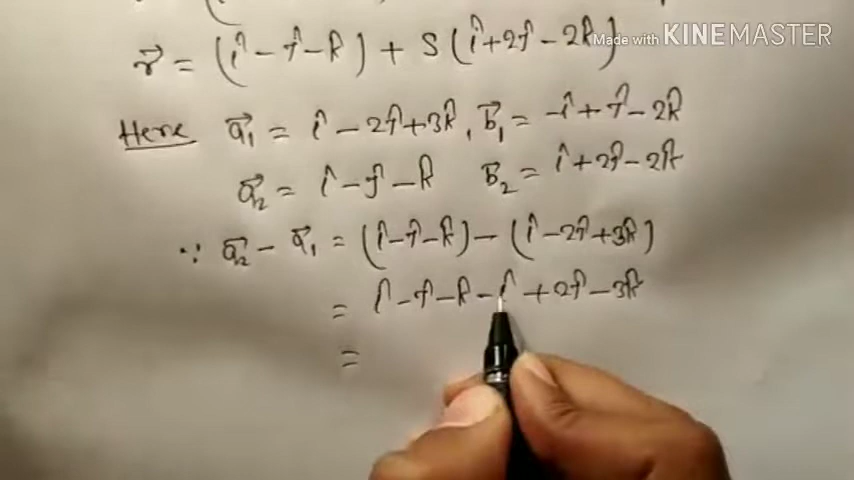 Made with KINEMASTER
r⃗ = (î - ĵ - k̂) + S(î + 2ĵ - 2k̂)
Here a⃗₁ = î - 2ĵ + 3k̂, b⃗₁ = -î + ĵ - 2k̂
a⃗₂ = î - ĵ - k̂ b⃗₂ = î + 2ĵ - 2k̂
∵ a⃗₂ - a⃗₁ = (î - ĵ - k̂) - (î - 2ĵ + 3k̂)
= î - ĵ - k̂ - î + 2ĵ - 3k̂
=